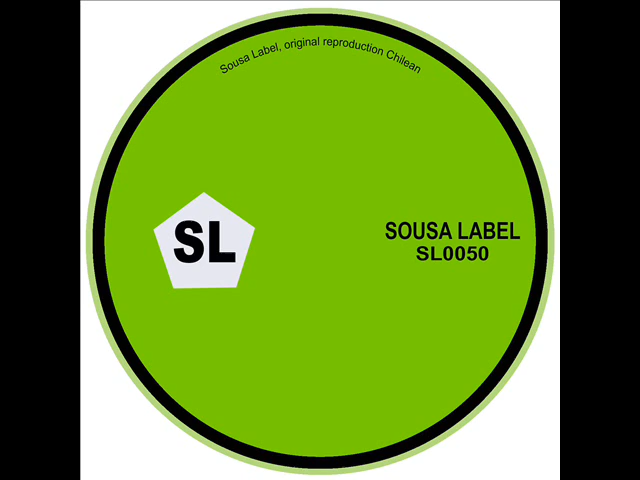 Sousa Label, original reproduction Chilean
SL
SOUSA LABEL
SL0050